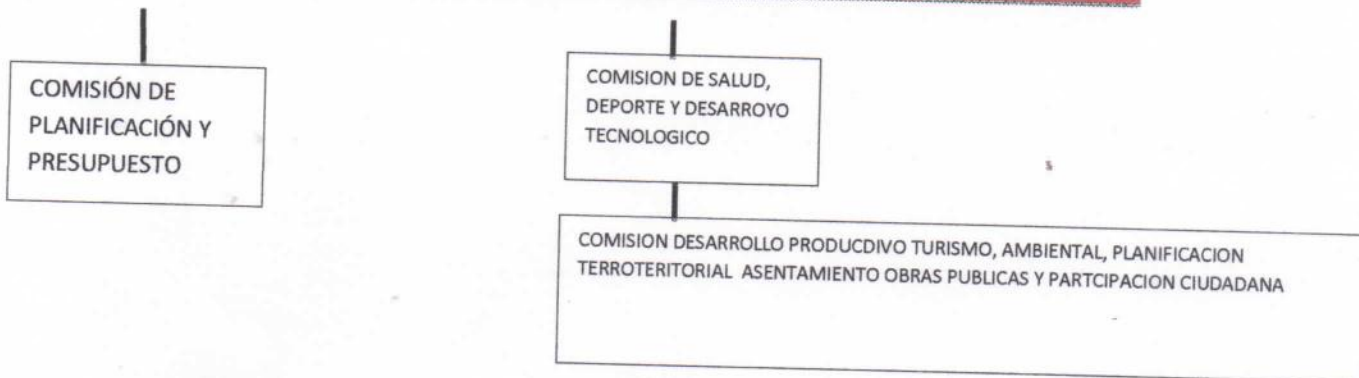 COMISIÓN DE
PLANIFICACIÓN Y
PRESUPUESTO
COMISION DE SALUD,
DEPORTE Y DESARROYO
TECNOLOGICO
COMISION DESARROLLO PRODUCDIVO TURISMO, AMBIENTAL, PLANIFICACION
TERROTERITORIAL ASENTAMIENTO OBRAS PUBLICAS Y PARTCIPACION CIUDADANA